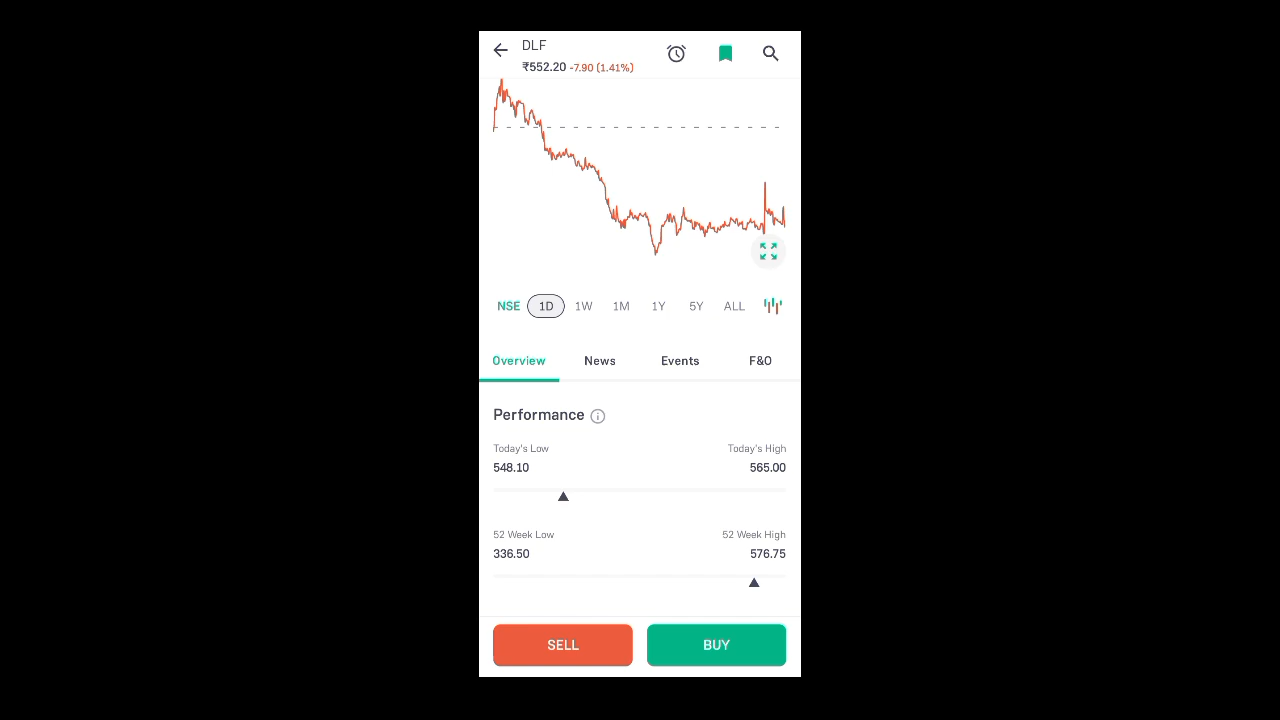 DLF
₹552.20 -7.90 (1.41%)
NSE 1D 1W 1M 1Y 5Y ALL
Overview News Events F&O
Performance
Today's Low Today's High
548.10 565.00
52 Week Low 52 Week High
336.50 576.75
SELL BUY